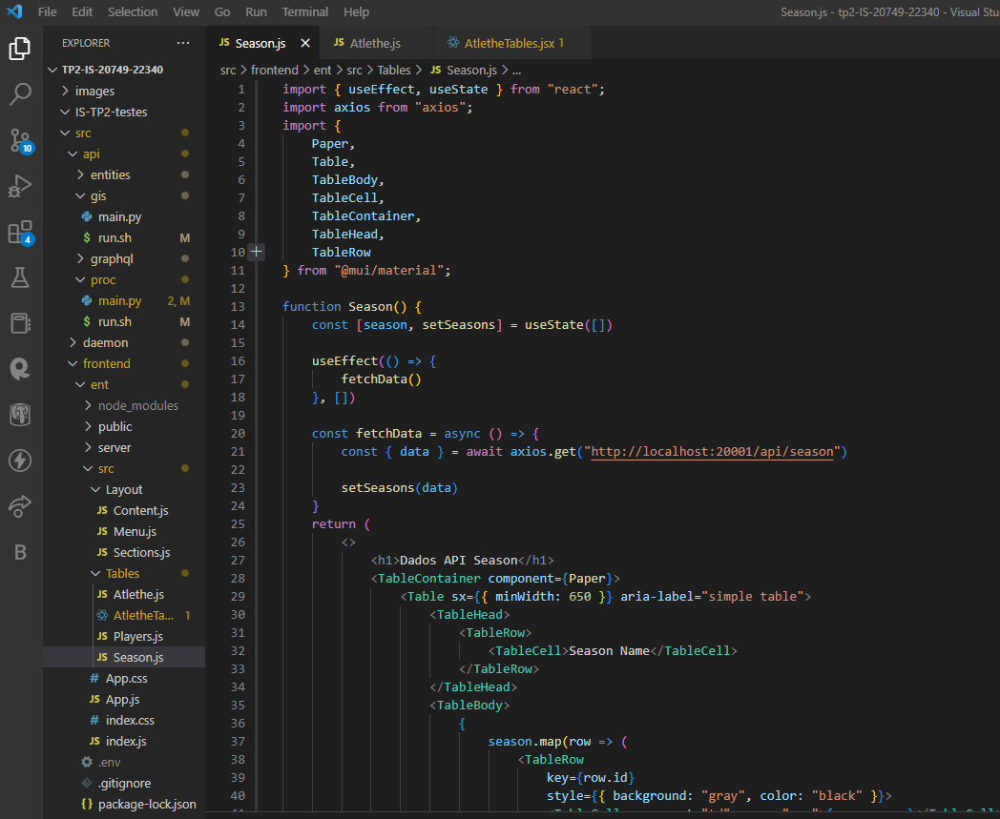 File Edit Selection View Go Run Terminal Help Season.js - tp2-IS-20749-22340 - Visual Stu
EXPLORER ...
TP2-IS-20749-22340
images
IS-TP2-testes
src
api
entities
gis
main.py
$ run.sh M
graphql
proc
main.py 2, M
$ run.sh M
daemon
frontend
ent
node_modules
public
server
src
Layout
JS Content.js
JS Menu.js
JS Sections.js
Tables
JS Atlethe.js
AtletheTa... 1
JS Players.js
JS Season.js
# App.css
JS App.js
# index.css
JS index.js
.env
.gitignore
{} package-lock.json
10
4
B
JS Season.js JS Atlethe.js AtletheTables.jsx 1
src > frontend > ent > src > Tables > JS Season.js > ...
1 import { useEffect, useState } from "react";
2 import axios from "axios";
3 import {
4 Paper,
5 Table,
6 TableBody,
7 TableCell,
8 TableContainer,
9 TableHead,
10 TableRow
11 } from "@mui/material";
12
13 function Season() {
14 const [season, setSeasons] = useState([])
15
16 useEffect(() => {
17 fetchData()
18 }, [])
19
20 const fetchData = async () => {
21 const { data } = await axios.get("http://localhost:20001/api/season")
22
23 setSeasons(data)
24 }
25 return (
26 <>
27 <h1>Dados API Season</h1>
28 <TableContainer component={Paper}>
29 <Table sx={{ minWidth: 650 }} aria-label="simple table">
30 <TableHead>
31 <TableRow>
32 <TableCell>Season Name</TableCell>
33 </TableRow>
34 </TableHead>
35 <TableBody>
36 {
37 season.map(row => (
38 <TableRow
39 key={row.id}
40 style={{ background: "gray", color: "black" }}>